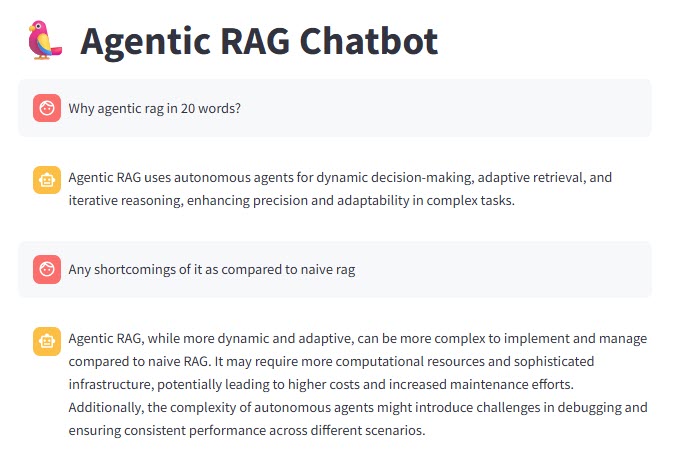 Agentic RAG Chatbot
Why agentic rag in 20 words?
Agentic RAG uses autonomous agents for dynamic decision-making, adaptive retrieval, and
iterative reasoning, enhancing precision and adaptability in complex tasks.
Any shortcomings of it as compared to naive rag
Agentic RAG, while more dynamic and adaptive, can be more complex to implement and manage
compared to naive RAG. It may require more computational resources and sophisticated
infrastructure, potentially leading to higher costs and increased maintenance efforts.
Additionally, the complexity of autonomous agents might introduce challenges in debugging and
ensuring consistent performance across different scenarios.